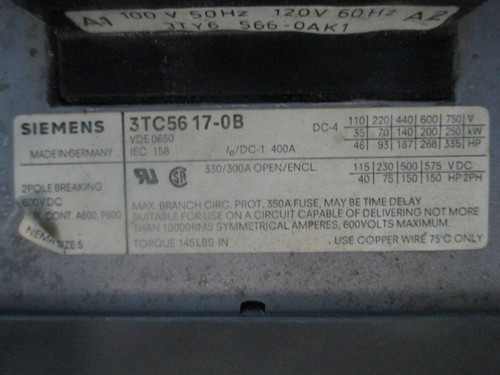 A1 100 V 50Hz 120V 60Hz A2
3TY6 566-0AK1
SIEMENS
MADE IN GERMANY
2POLE BREAKING
600VDC
CONT. A600, P600
NEMA SIZE 5
3TC56 17-0B
VDE 0660
IEC 158 Ie/DC-1 400A
DC-4 110 220 440 600 750 V
35 70 140 200 250 kW
46 93 187 268 335 HP
330/300A OPEN/ENCL.
115 230 500 575 V DC
40 75 150 150 HP 2PH
MAX. BRANCH CIRC. PROT. 350A FUSE, MAY BE TIME DELAY
SUITABLE FOR USE ON A CIRCUIT CAPABLE OF DELIVERING NOT MORE
THAN 10000RMS SYMMETRICAL AMPERES, 600VOLTS MAXIMUM.
TORQUE 145LBS-IN USE COPPER WIRE 75°C ONLY